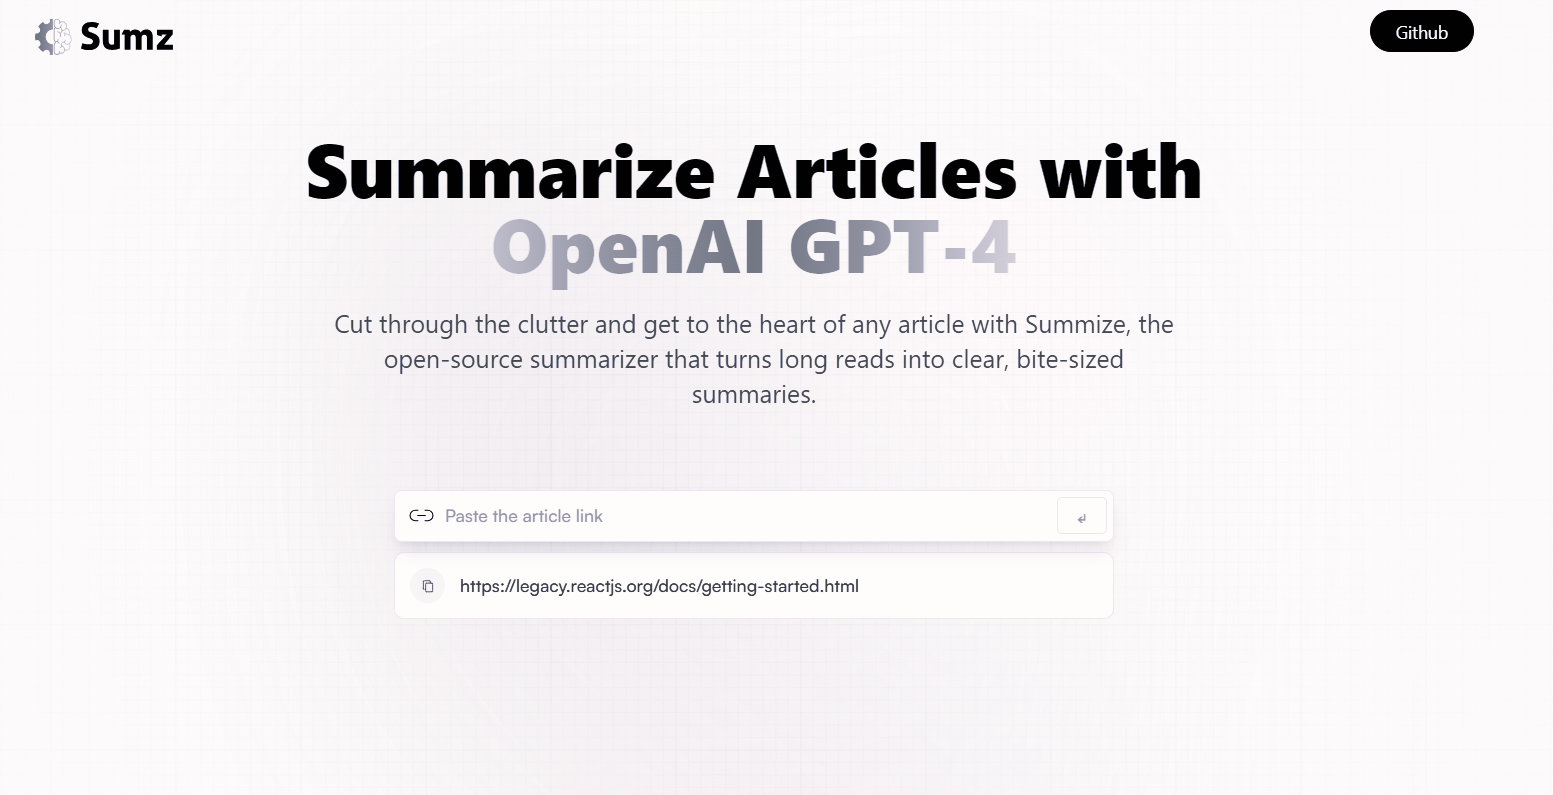 Sumz
Github
Summarize Articles with
OpenAI GPT-4
Cut through the clutter and get to the heart of any article with Summize, the
open-source summarizer that turns long reads into clear, bite-sized
summaries.
Paste the article link
↵
https://legacy.reactjs.org/docs/getting-started.html